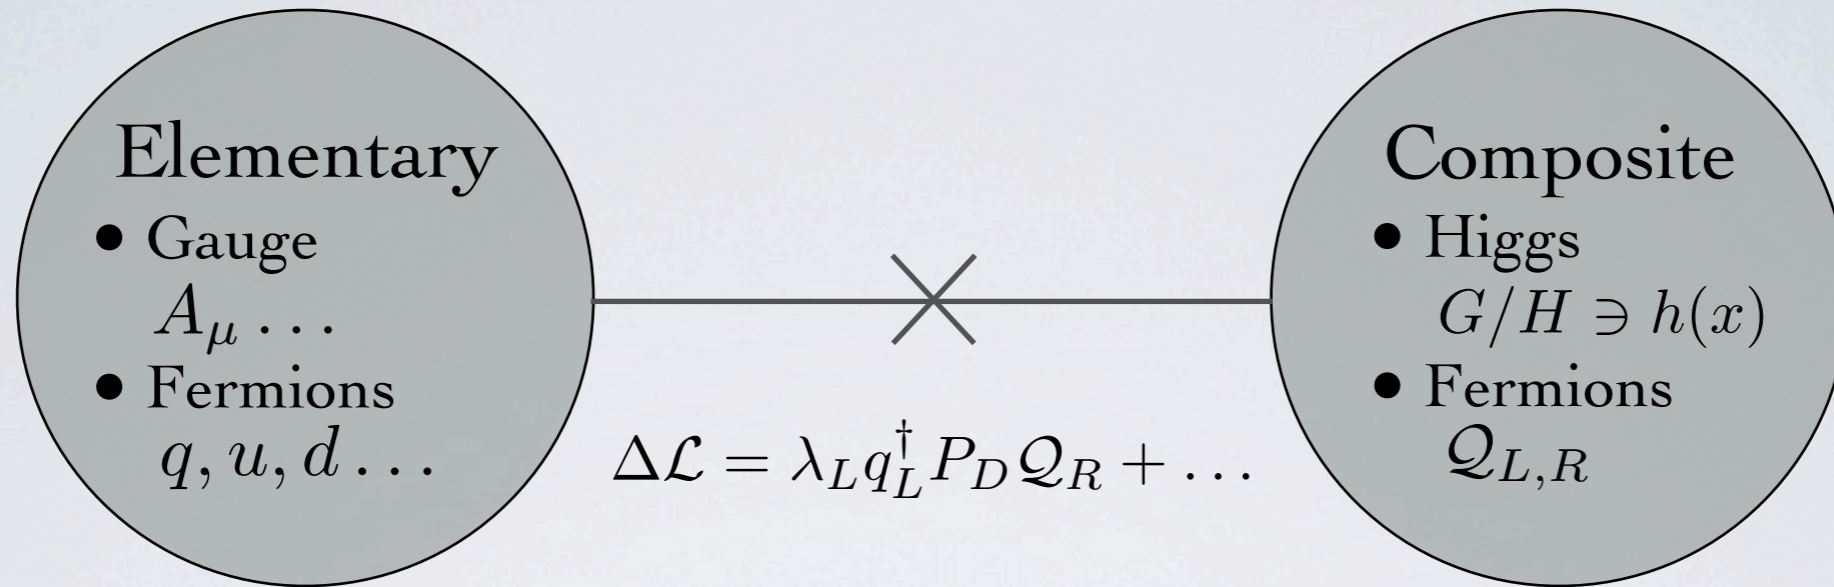 Elementary
• Gauge
A_μ …
• Fermions
q, u, d …
Δℒ = λ_L q_L^† P_D 𝒬_R + …
Composite
• Higgs
G/H ∋ h(x)
• Fermions
𝒬_{L,R}